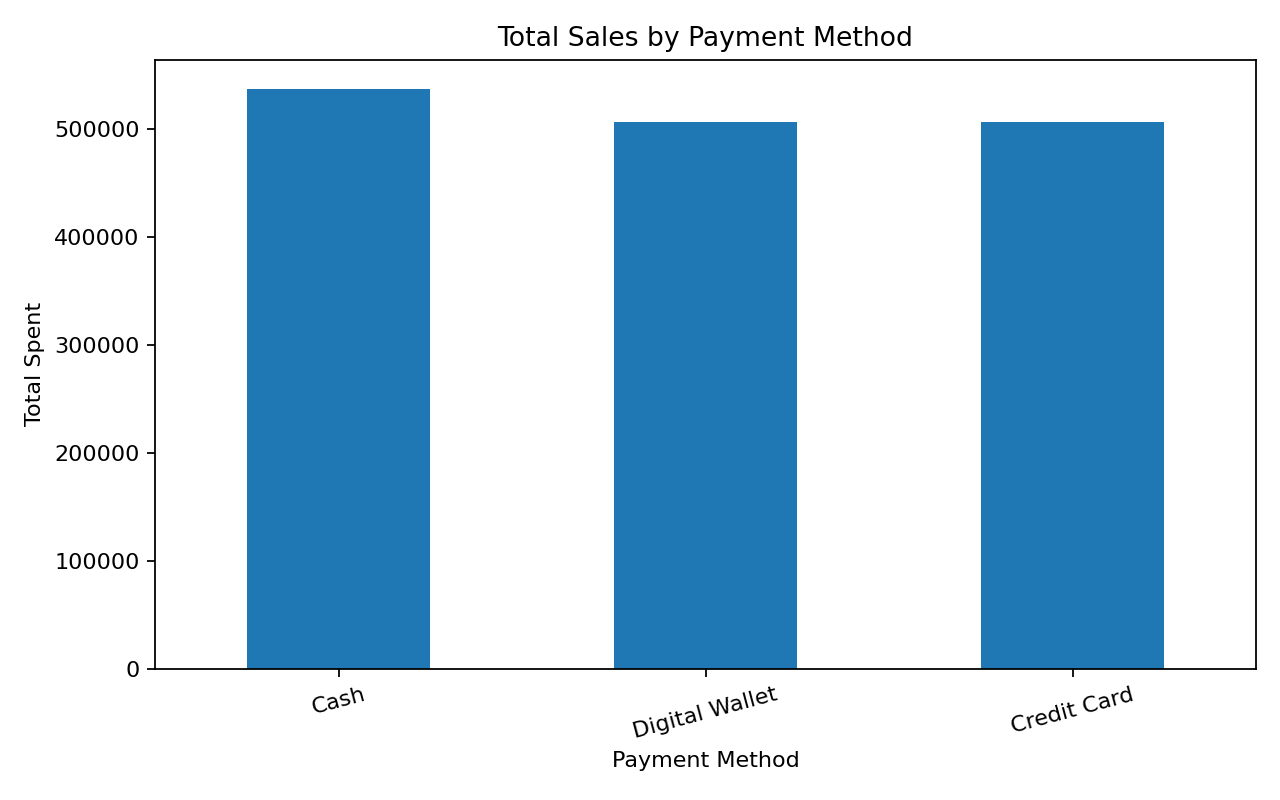 Total Sales by Payment Method
Total Spent
500000
400000
300000
200000
100000
0
Cash
Digital Wallet
Credit Card
Payment Method